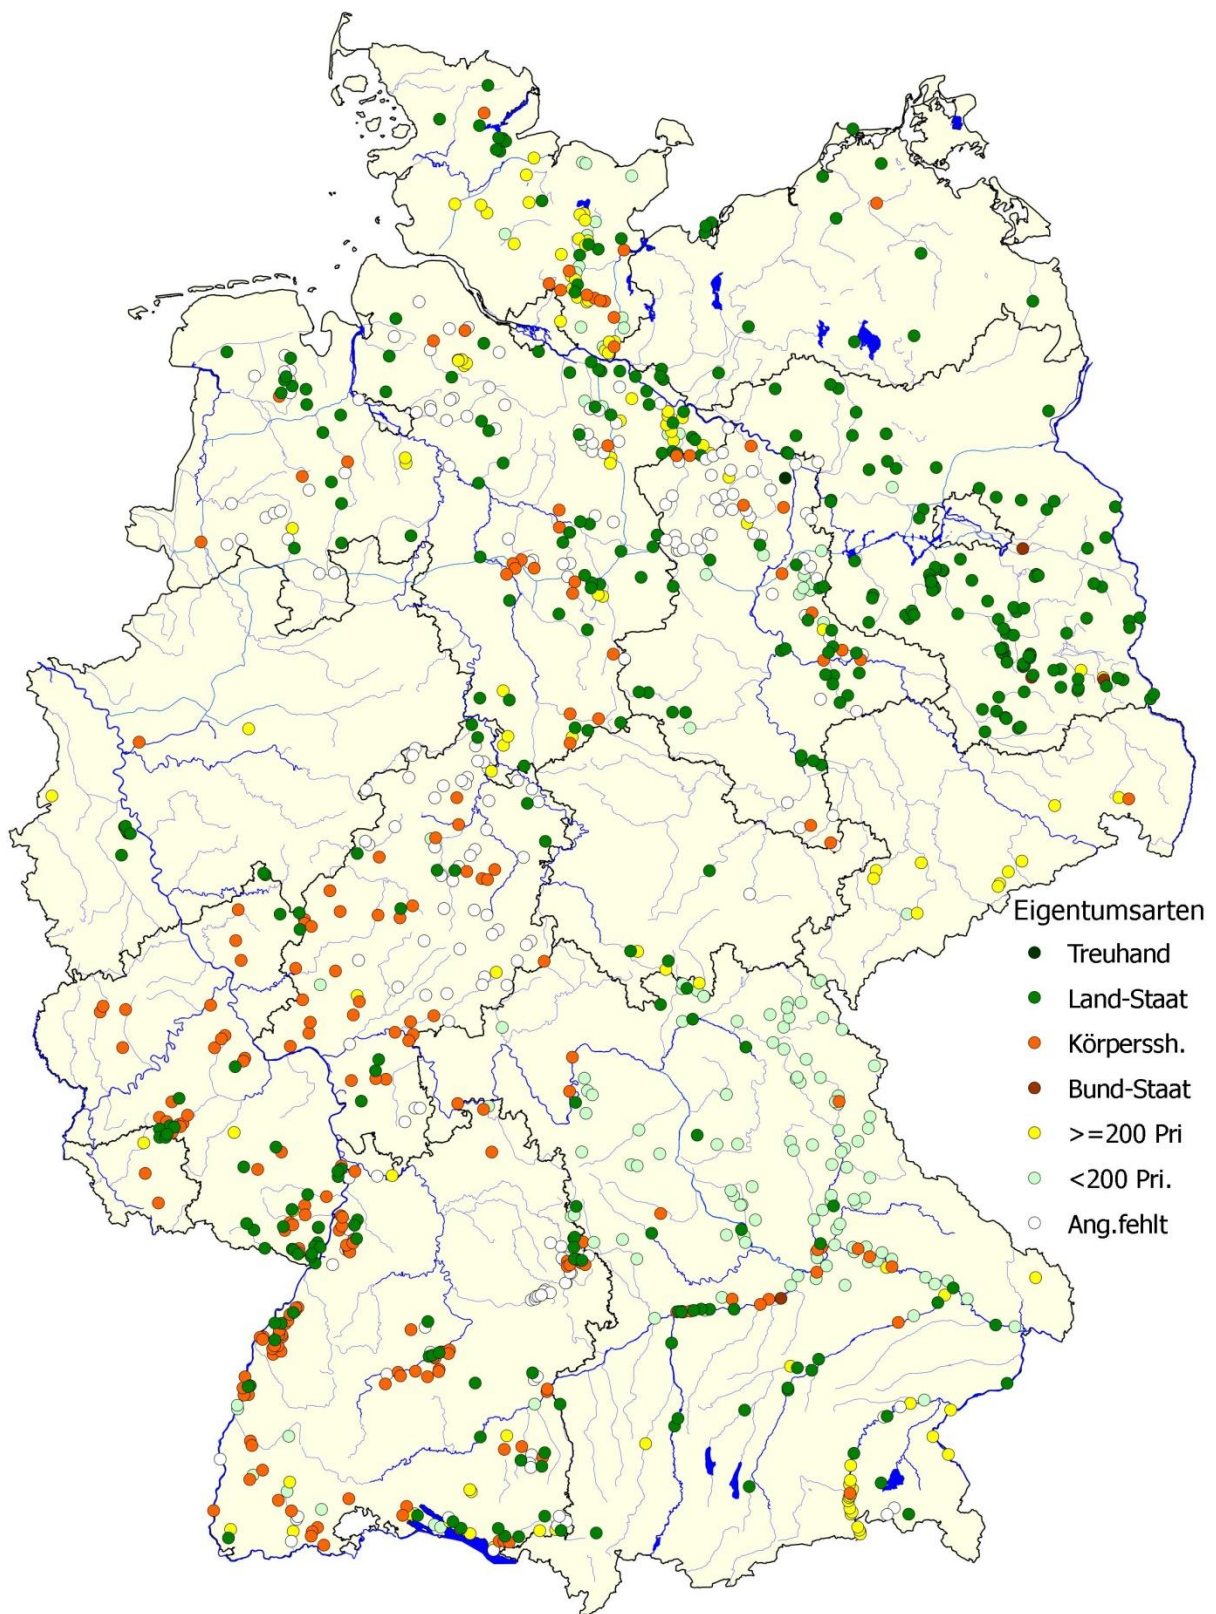 Eigentumsarten
Treuhand
Land-Staat
Körperssh.
Bund-Staat
>=200 Pri
<200 Pri.
Ang.fehlt